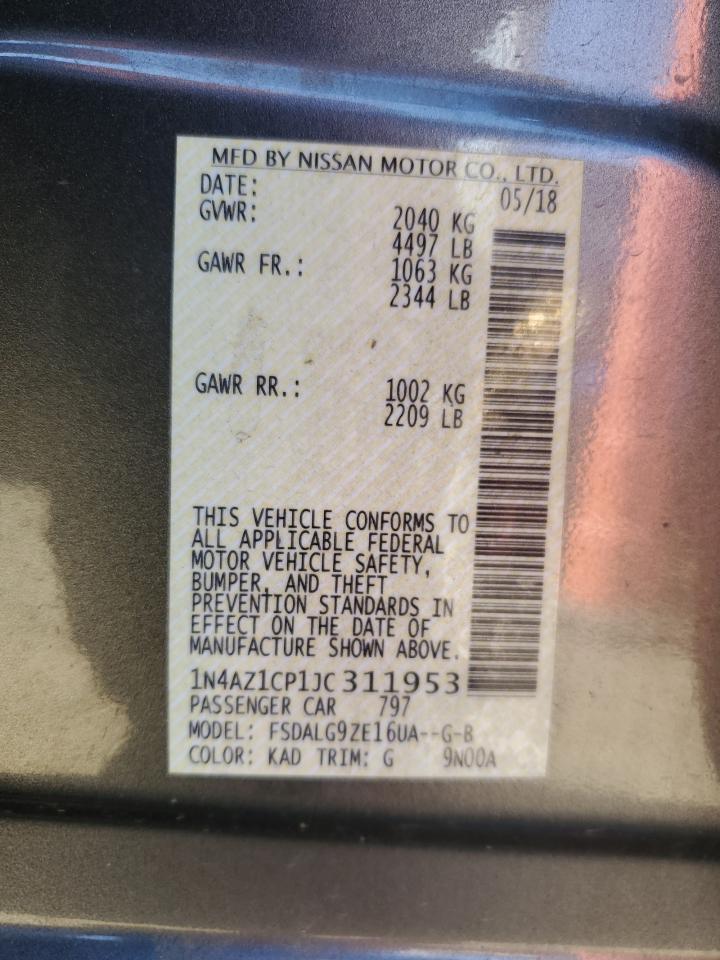 MFD BY NISSAN MOTOR CO., LTD.
DATE: 05/18
GVWR: 2040 KG
4497 LB
GAWR FR.: 1063 KG
2344 LB
GAWR RR.: 1002 KG
2209 LB
THIS VEHICLE CONFORMS TO
ALL APPLICABLE FEDERAL
MOTOR VEHICLE SAFETY,
BUMPER, AND THEFT
PREVENTION STANDARDS IN
EFFECT ON THE DATE OF
MANUFACTURE SHOWN ABOVE.
1N4AZ1CP1JC311953
PASSENGER CAR 797
MODEL: FSDALG9ZE16UA--G-B
COLOR: KAD TRIM: G 9N00A